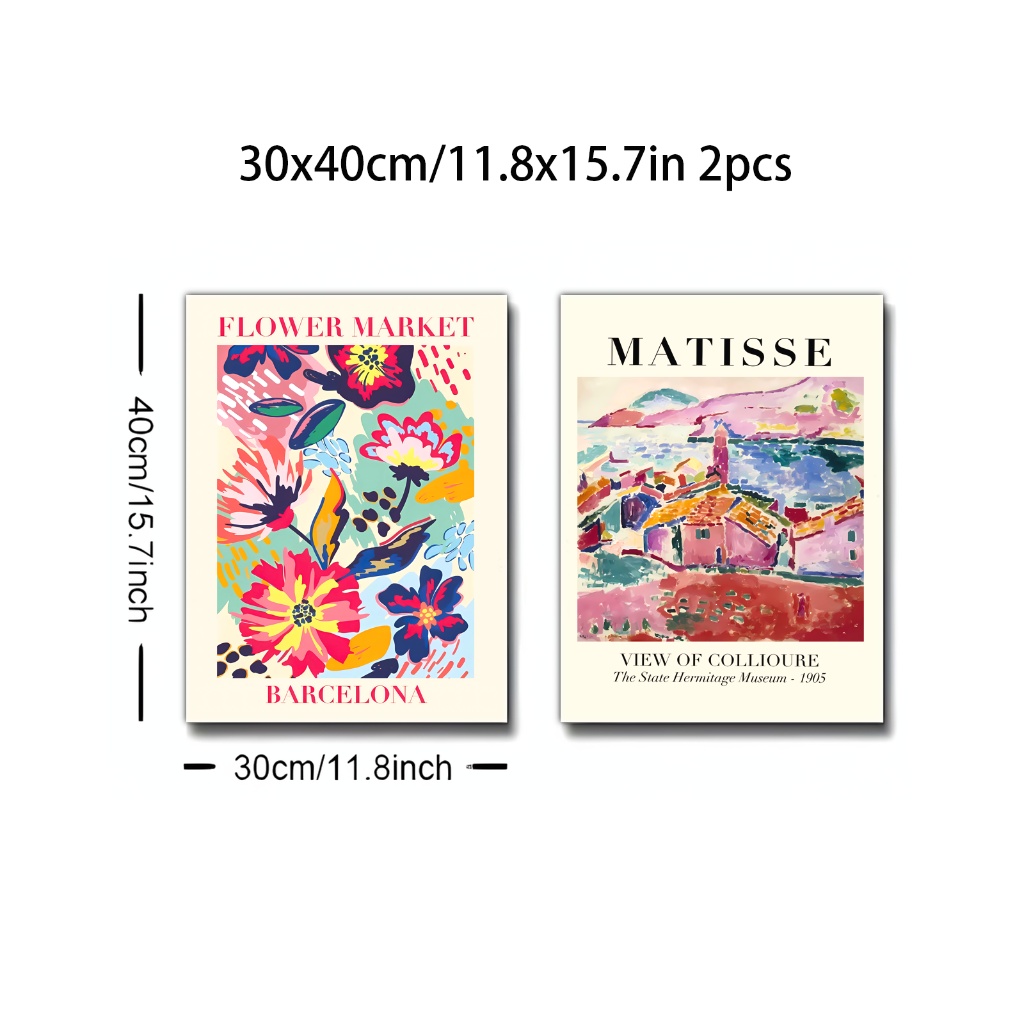 30x40cm/11.8x15.7in 2pcs
FLOWER MARKET
BARCELONA
MATISSE
VIEW OF COLLIOURE
The State Hermitage Museum - 1905
40cm/15.7inch
30cm/11.8inch